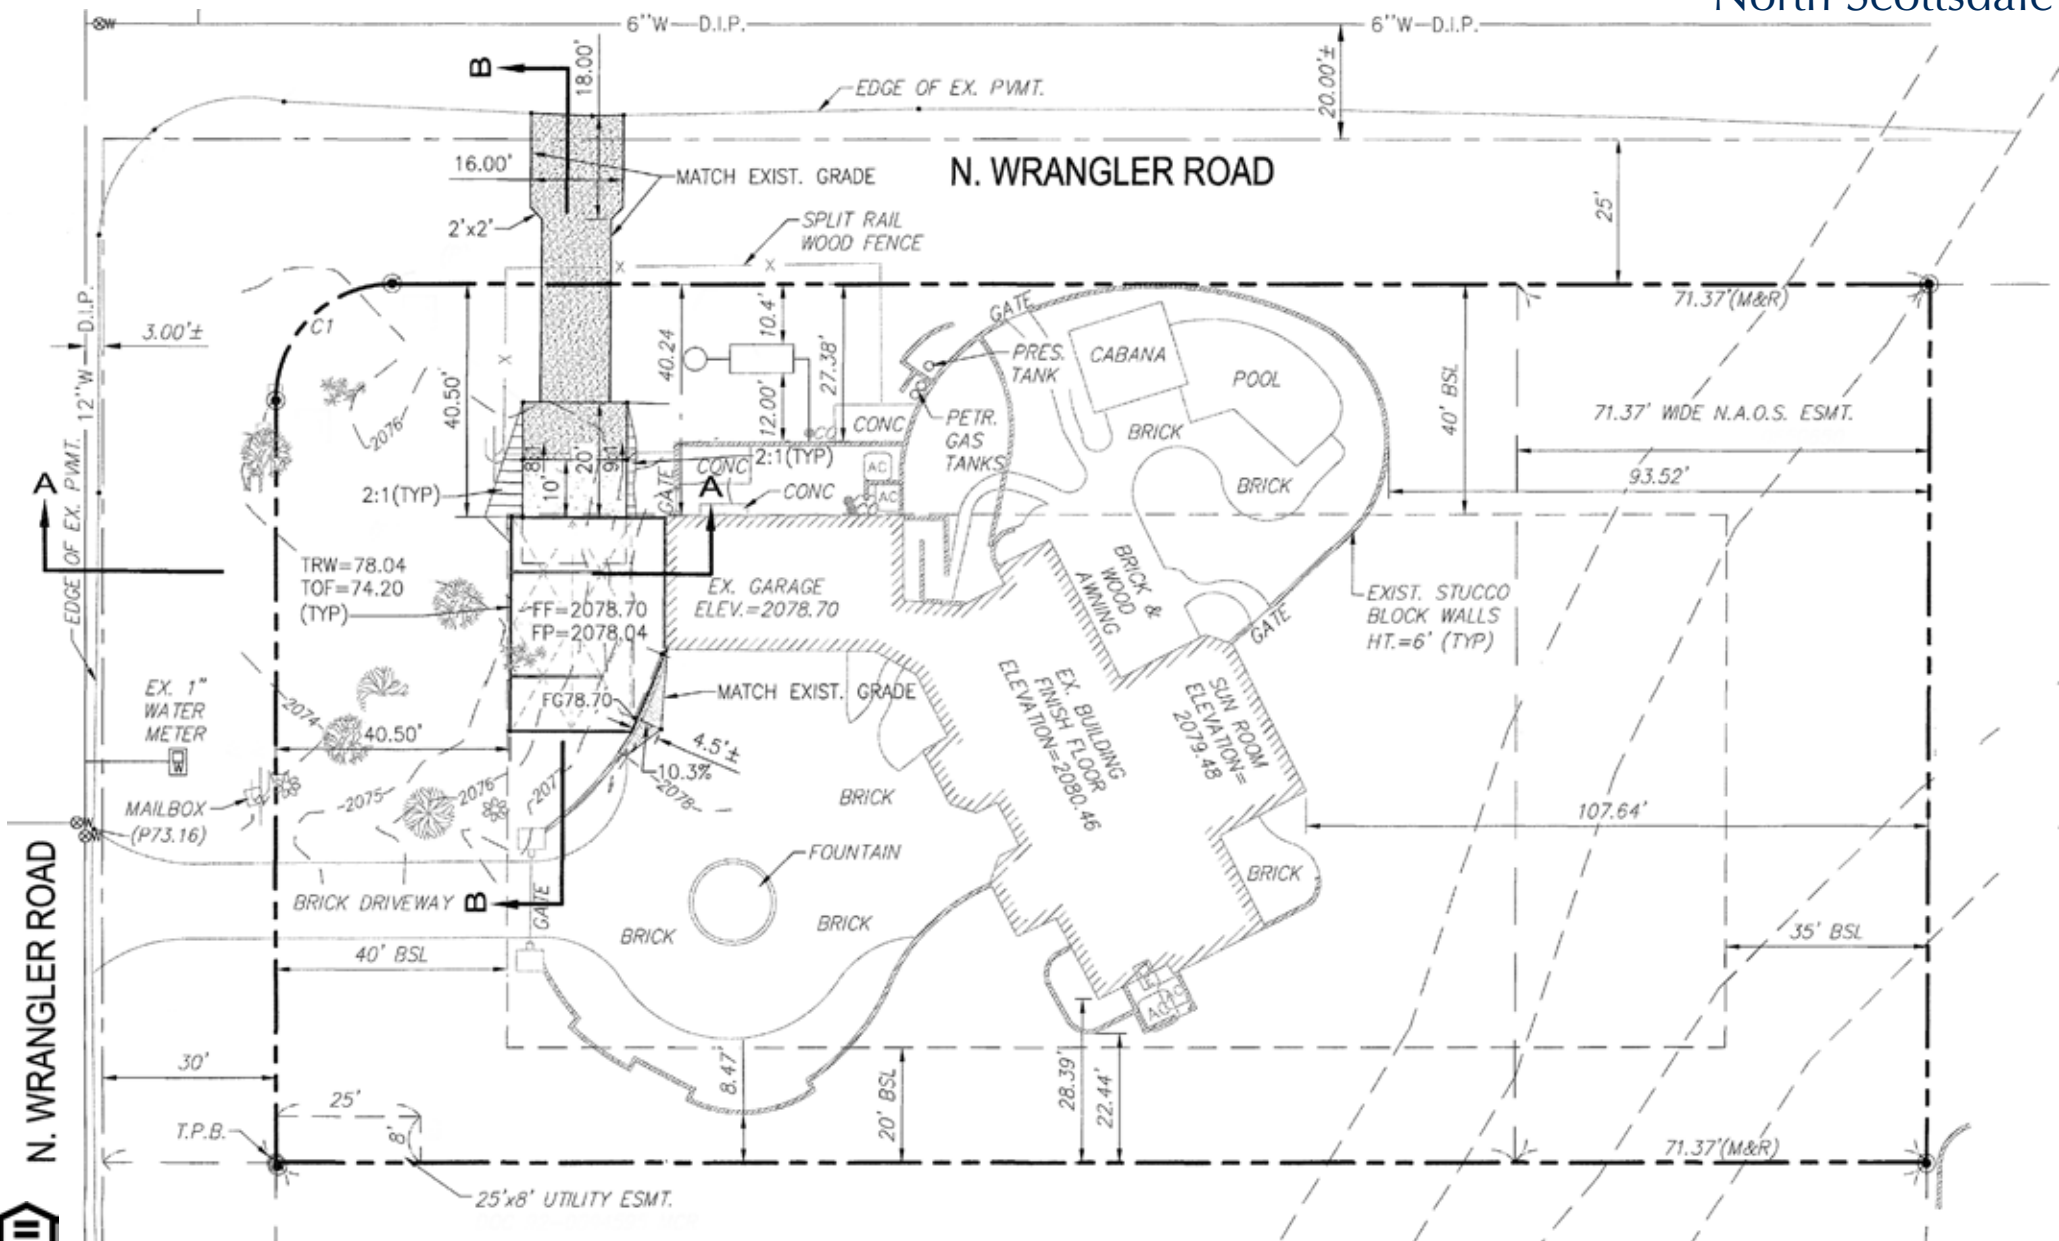 North Scottsdale
6"W—D.I.P.
6"W—D.I.P.
B
18.00'
EDGE OF EX. PVMT.
20.00'±
16.00'
MATCH EXIST. GRADE
N. WRANGLER ROAD
25'
2'x2'
SPLIT RAIL
WOOD FENCE
X
X
X
C1
3.00'±
12"W—D.I.P.
EDGE OF EX. PVMT.
40.50'
40.24
10.4'
12.00'
27.38'
GATE
PRES.
TANK
CABANA
POOL
71.37'(M&R)
40' BSL
71.37' WIDE N.A.O.S. ESMT.
2076
CO
CONC
PETR.
GAS
TANKS
BRICK
BRICK
93.52'
8:1
20'
9:1
10'
2:1(TYP)
2:1(TYP)
CONC
CONC
GATE
AC
AC
A
A
TRW=78.04
TOF=74.20
(TYP)
FF=2078.70
FP=2078.04
EX. GARAGE
ELEV.=2078.70
BRICK &
WOOD
AWNING
GATE
EXIST. STUCCO
BLOCK WALLS
HT.=6' (TYP)
EX. 1"
WATER
METER
W
2074
FG78.70
MATCH EXIST. GRADE
40.50'
4.5'±
10.3%
EX. BUILDING
FINISH FLOOR
ELEVATION=2080.46
SUN ROOM
ELEVATION=
2079.48
MAILBOX
(P73.16)
2075
2076
2077
2078
BRICK
107.64'
FOUNTAIN
BRICK
BRICK DRIVEWAY
B
GATE
BRICK
BRICK
N. WRANGLER ROAD
40' BSL
35' BSL
AC
AC
30'
25'
8'
8.47'
20' BSL
28.39'
22.44'
T.P.B.
71.37'(M&R)
25'x8' UTILITY ESMT.